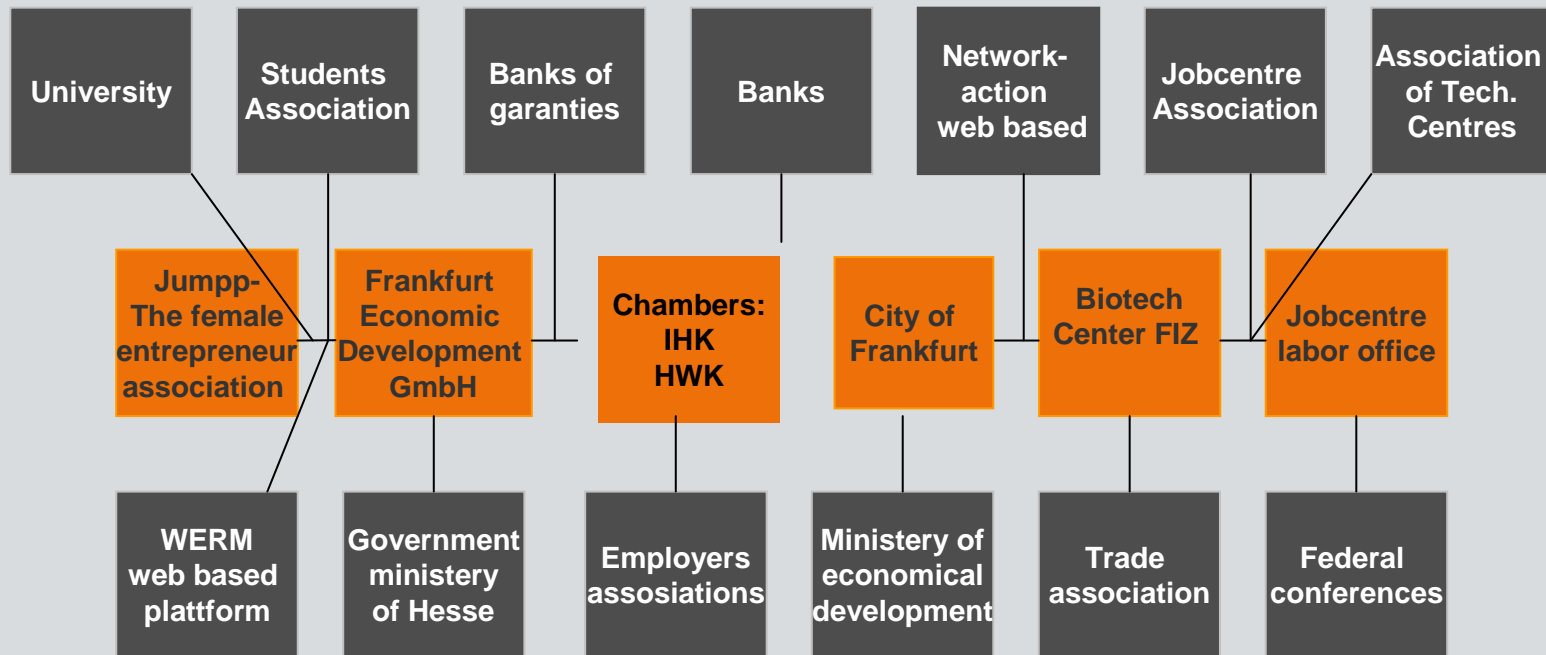 University
Students
Association
Banks of
garanties
Banks
Network-
action
web based
Jobcentre
Association
Association
of Tech.
Centres
Jumpp-
The female
entrepreneur
association
Frankfurt
Economic
Development
GmbH
Chambers:
IHK
HWK
City of
Frankfurt
Biotech
Center FIZ
Jobcentre
labor office
WERM
web based
plattform
Government
ministery
of Hesse
Employers
assosiations
Ministery of
economical
development
Trade
association
Federal
conferences